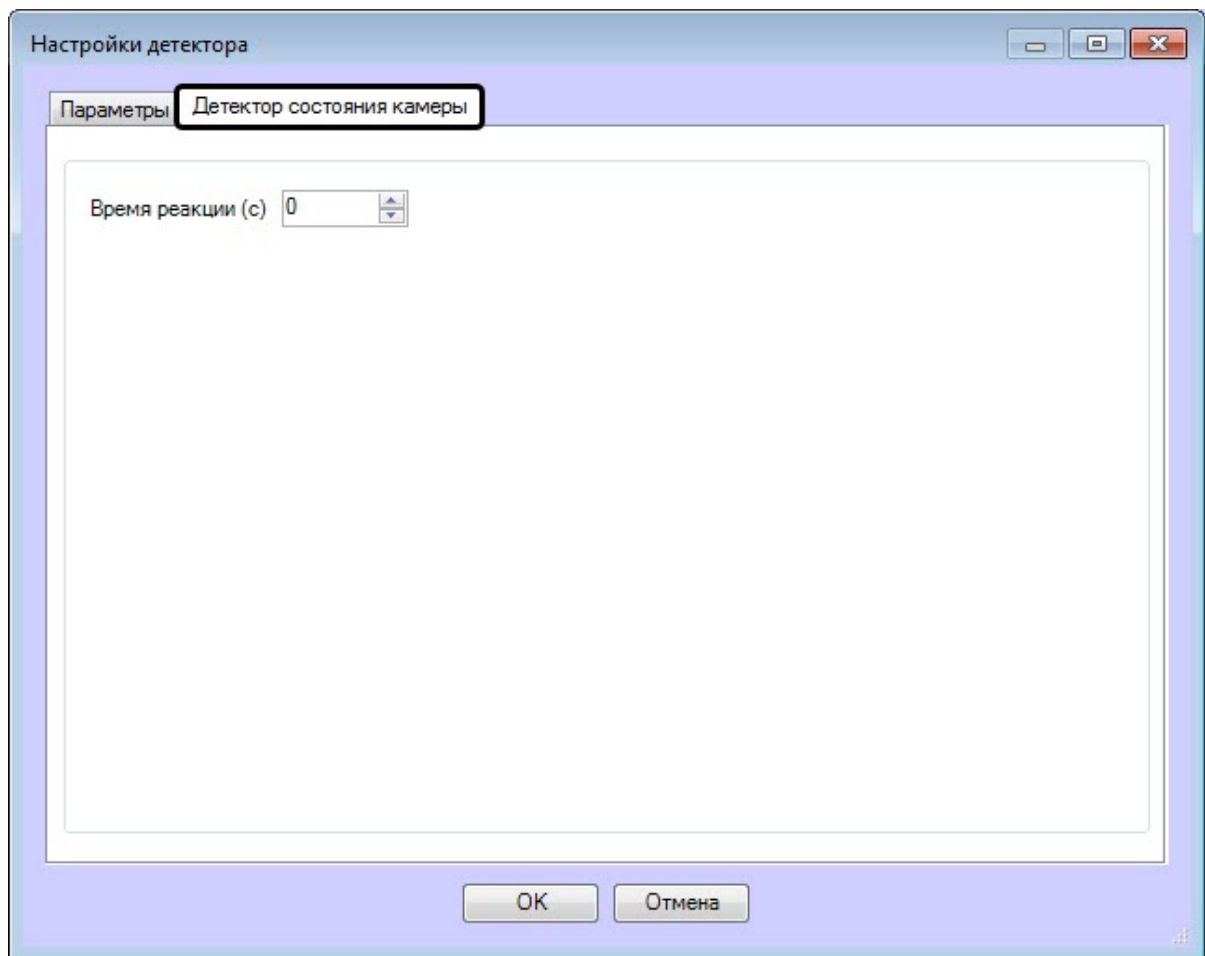 Настройки детектора
Параметры Детектор состояния камеры
Время реакции (с) 0
OK Отмена